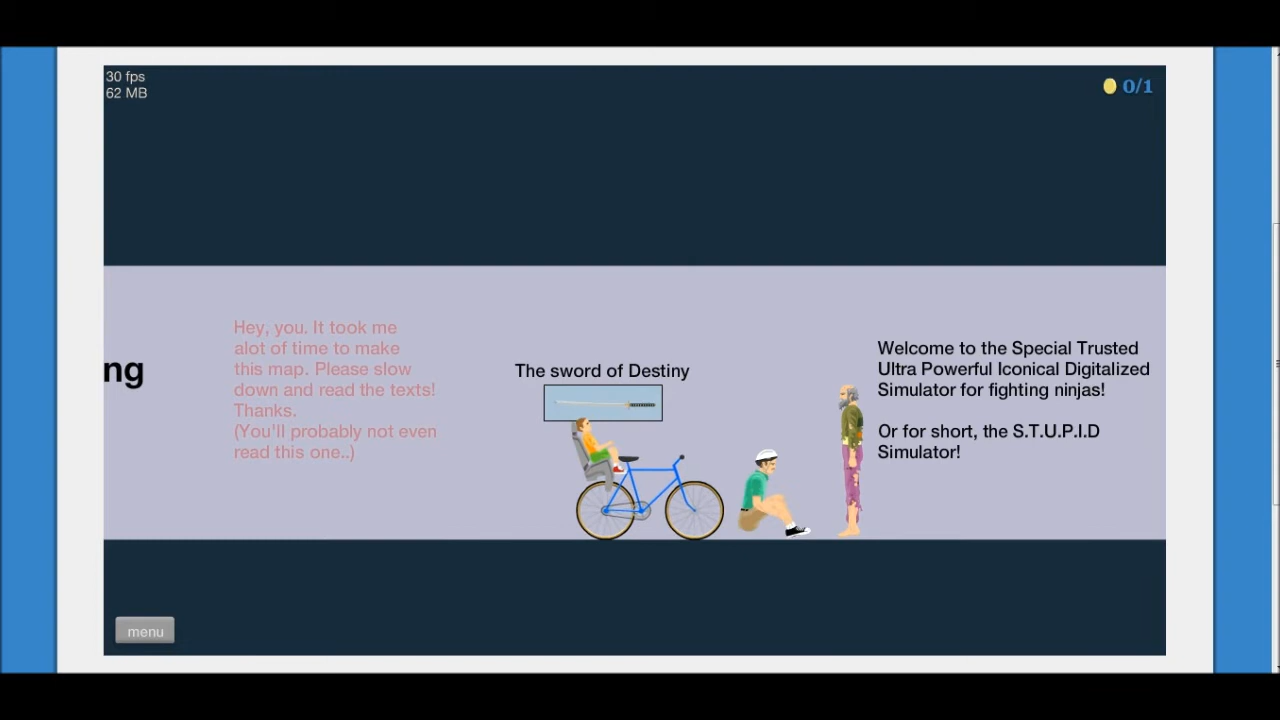 30 fps
62 MB
0/1
ng
Hey, you. It took me
alot of time to make
this map. Please slow
down and read the texts!
Thanks.
(You'll probably not even
read this one..)
The sword of Destiny
Welcome to the Special Trusted
Ultra Powerful Iconical Digitalized
Simulator for fighting ninjas!
Or for short, the S.T.U.P.I.D
Simulator!
menu